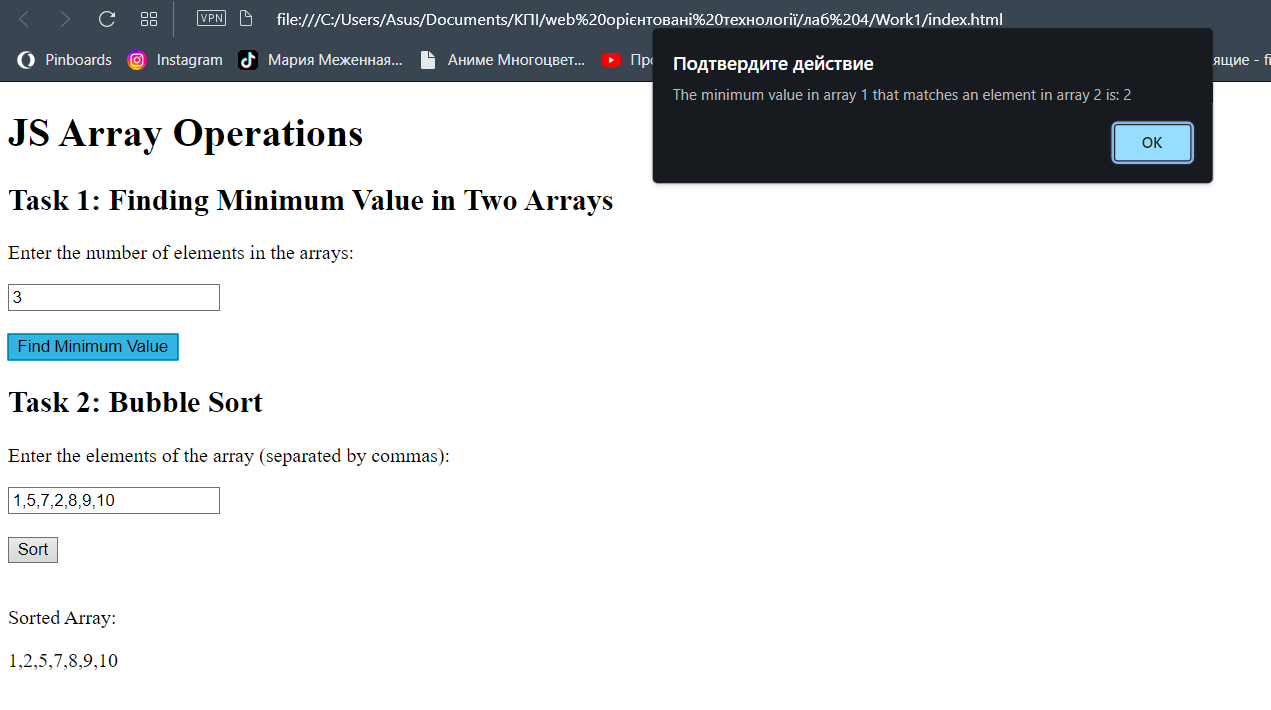 VPN file:///C:/Users/Asus/Documents/КПІ/web%20орієнтовані%20технології/лаб%204/Work1/index.html
Pinboards Instagram Мария Меженная... Аниме Многоцвет...
Подтвердите действие
The minimum value in array 1 that matches an element in array 2 is: 2
OK
JS Array Operations
Task 1: Finding Minimum Value in Two Arrays
Enter the number of elements in the arrays:
3
Find Minimum Value
Task 2: Bubble Sort
Enter the elements of the array (separated by commas):
1,5,7,2,8,9,10
Sort
Sorted Array:
1,2,5,7,8,9,10